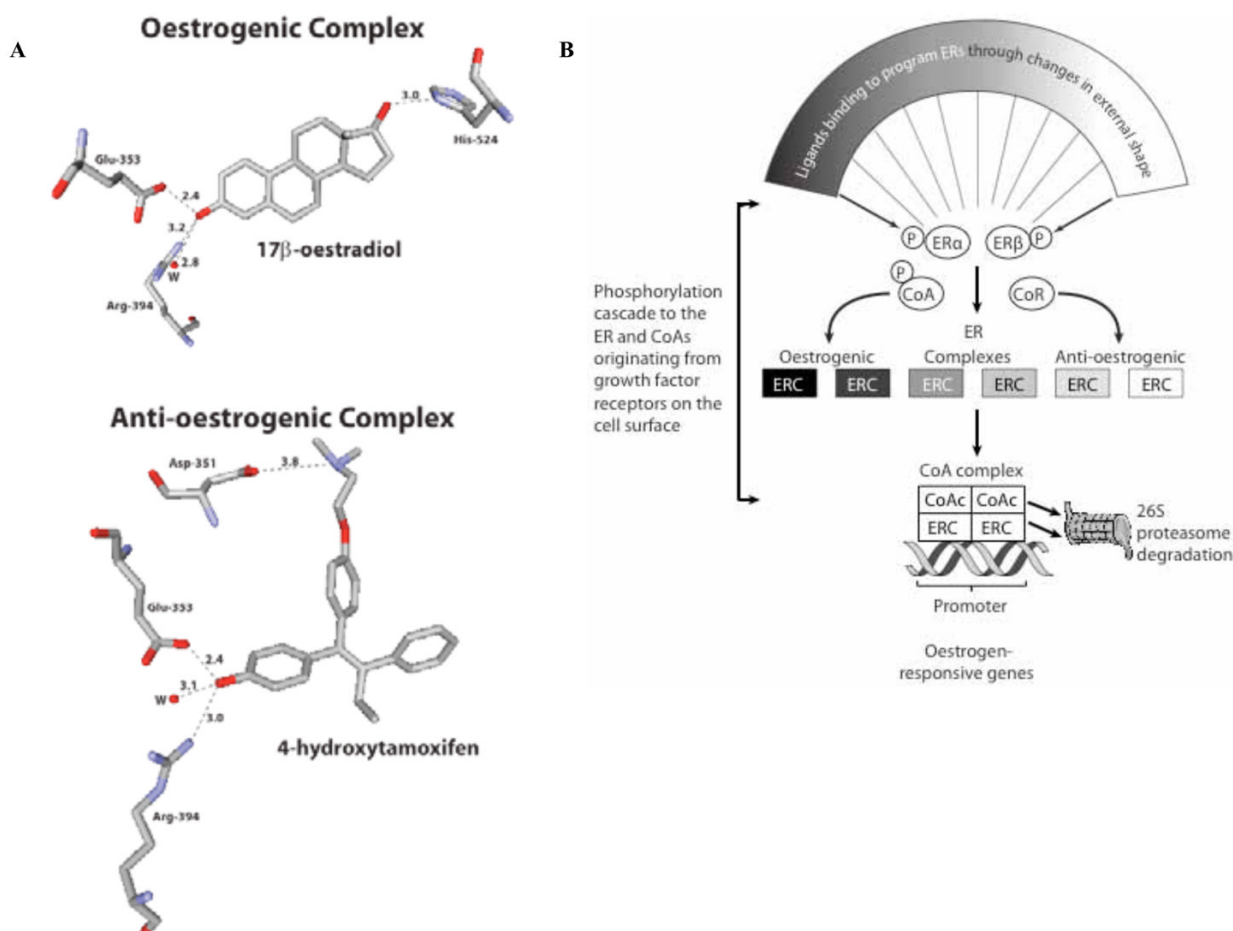 A
Oestrogenic Complex
3.0
His-524
Glu-353
2.4
3.2
2.8
W
17β-oestradiol
Arg-394
Anti-oestrogenic Complex
Asp-351
3.8
Glu-353
2.4
3.1
W
3.0
4-hydroxytamoxifen
Arg-394
B
Ligands binding to program ERs through changes in external shape
P
ERα
ERβ
P
P
CoA
CoR
Phosphorylation
cascade to the
ER and CoAs
originating from
growth factor
receptors on the
cell surface
ER
Oestrogenic Complexes Anti-oestrogenic
ERC ERC ERC ERC ERC ERC
CoA complex
CoAc CoAc
ERC ERC
26S
proteasome
degradation
Promoter
Oestrogen-
responsive genes